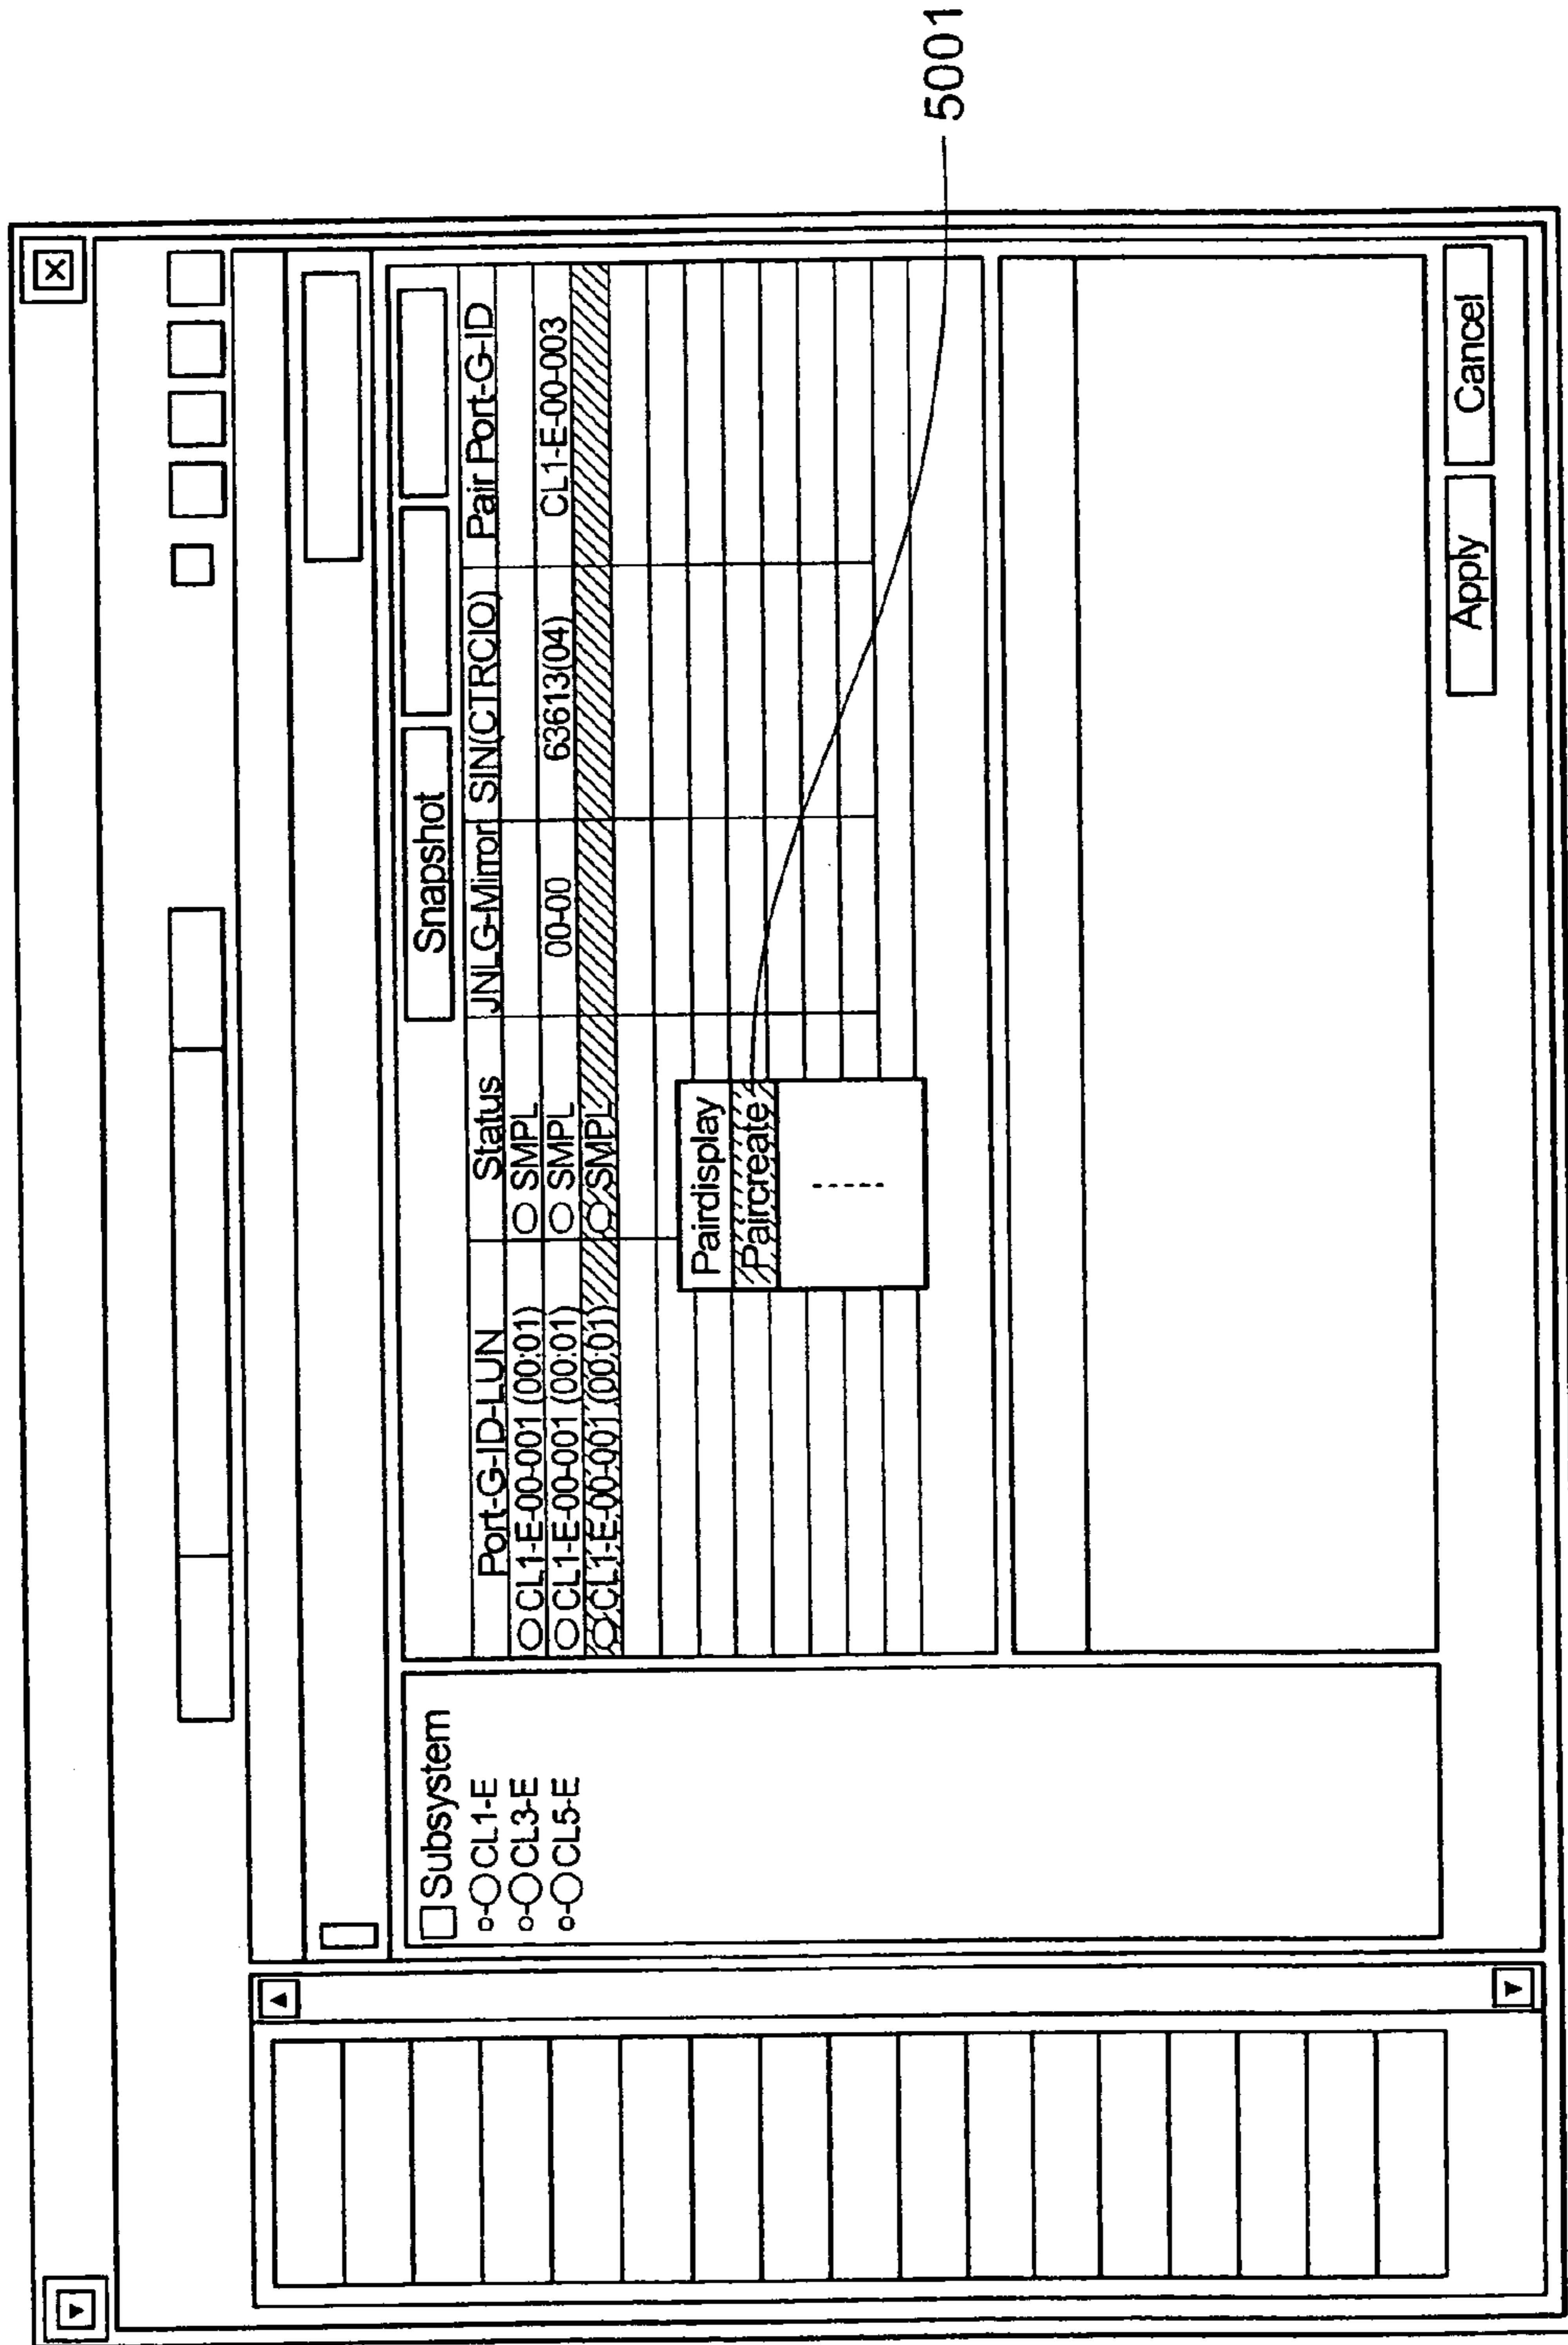 Snapshot
Subsystem
CL1-E
CL3-E
CL5-E
Port-G-ID-LUN Status JNLG-Mirror SIN(CTRCIO) Pair Port-G-ID
CL1-E-00-001 (00:01) SMPL
CL1-E-00-001 (00:01) SMPL 00-00 63613(04) CL1-E-00-003
CL1-E-00-001 (00:01) SMPL
Pairdisplay
Paircreate
5001
Apply Cancel